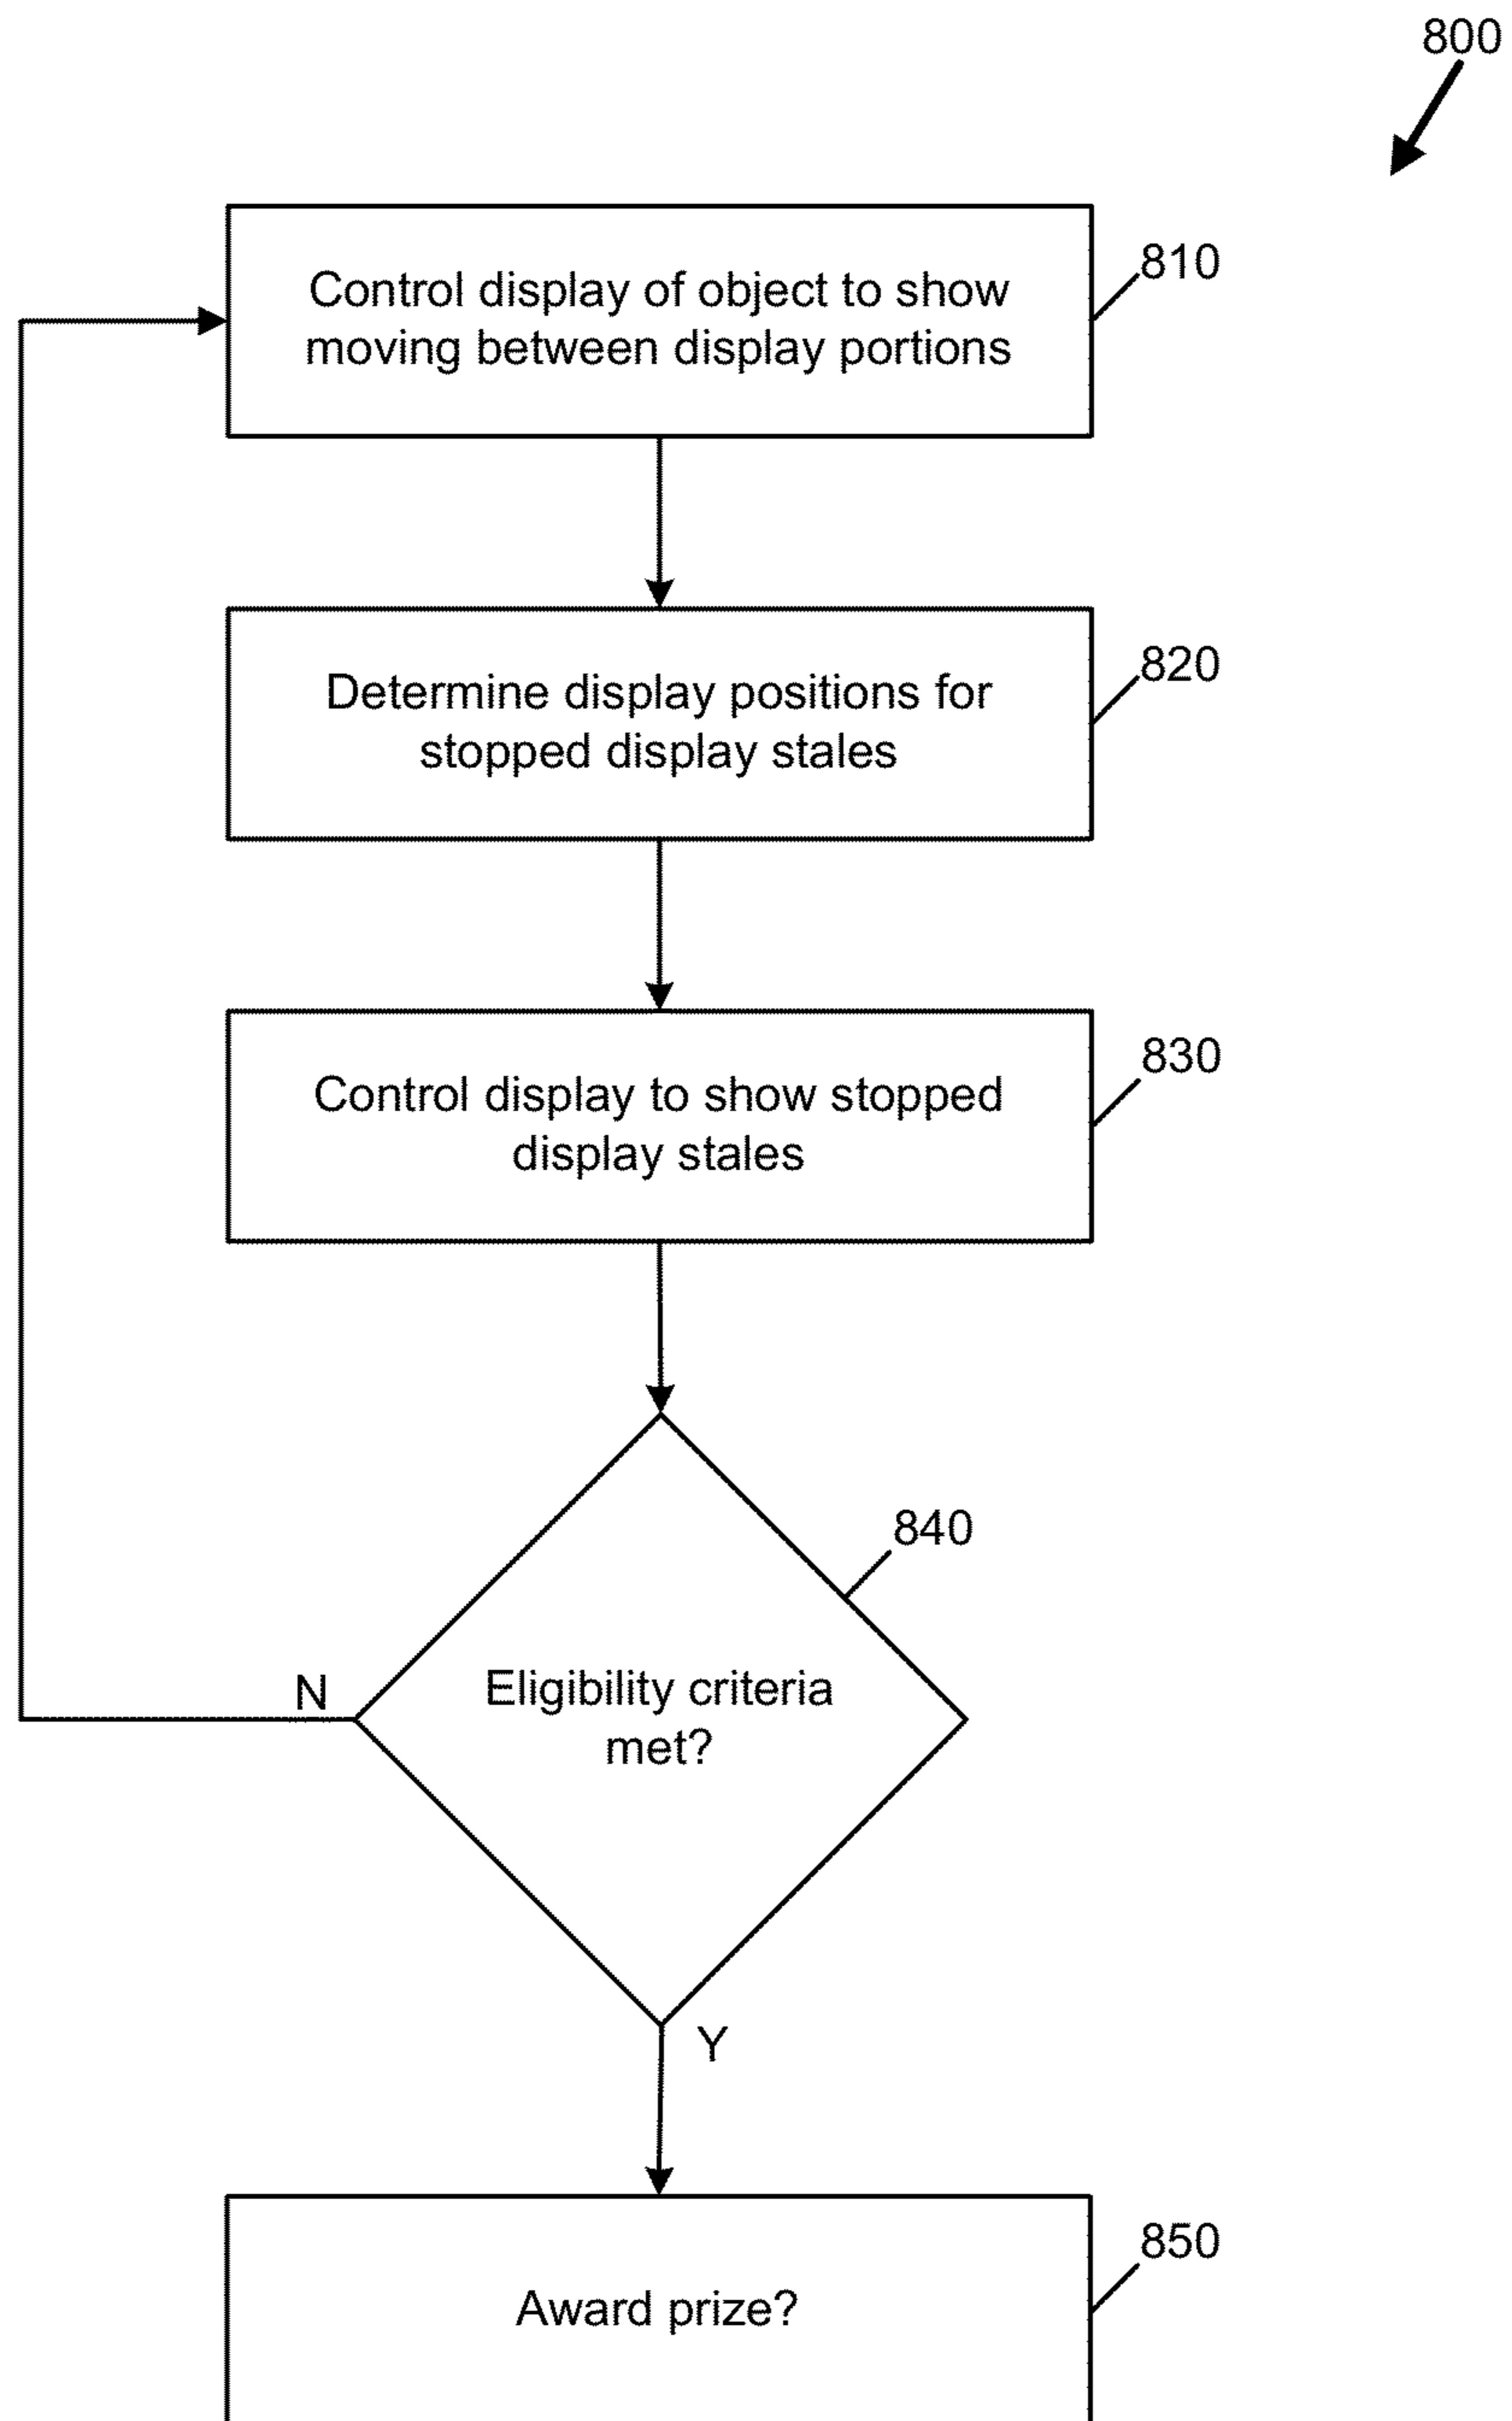 800
Control display of object to show
moving between display portions
810
Determine display positions for
stopped display stales
820
Control display to show stopped
display stales
830
840
Eligibility criteria
met?
N
Y
Award prize?
850